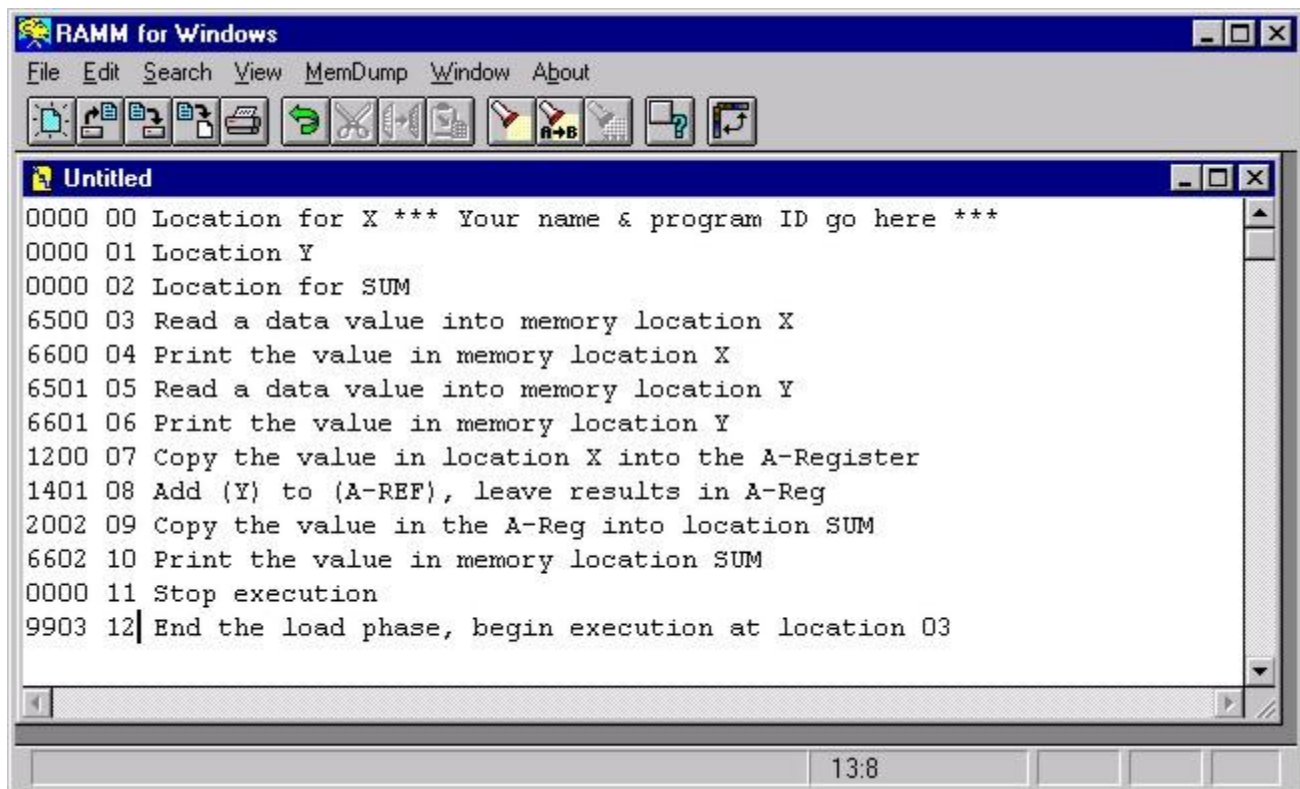 RAMM for Windows
File Edit Search View MemDump Window About
A→B
Untitled
0000 00 Location for X *** Your name & program ID go here ***
0000 01 Location Y
0000 02 Location for SUM
6500 03 Read a data value into memory location X
6600 04 Print the value in memory location X
6501 05 Read a data value into memory location Y
6601 06 Print the value in memory location Y
1200 07 Copy the value in location X into the A-Register
1401 08 Add (Y) to (A-REF), leave results in A-Reg
2002 09 Copy the value in the A-Reg into location SUM
6602 10 Print the value in memory location SUM
0000 11 Stop execution
9903 12 End the load phase, begin execution at location 03
13:8